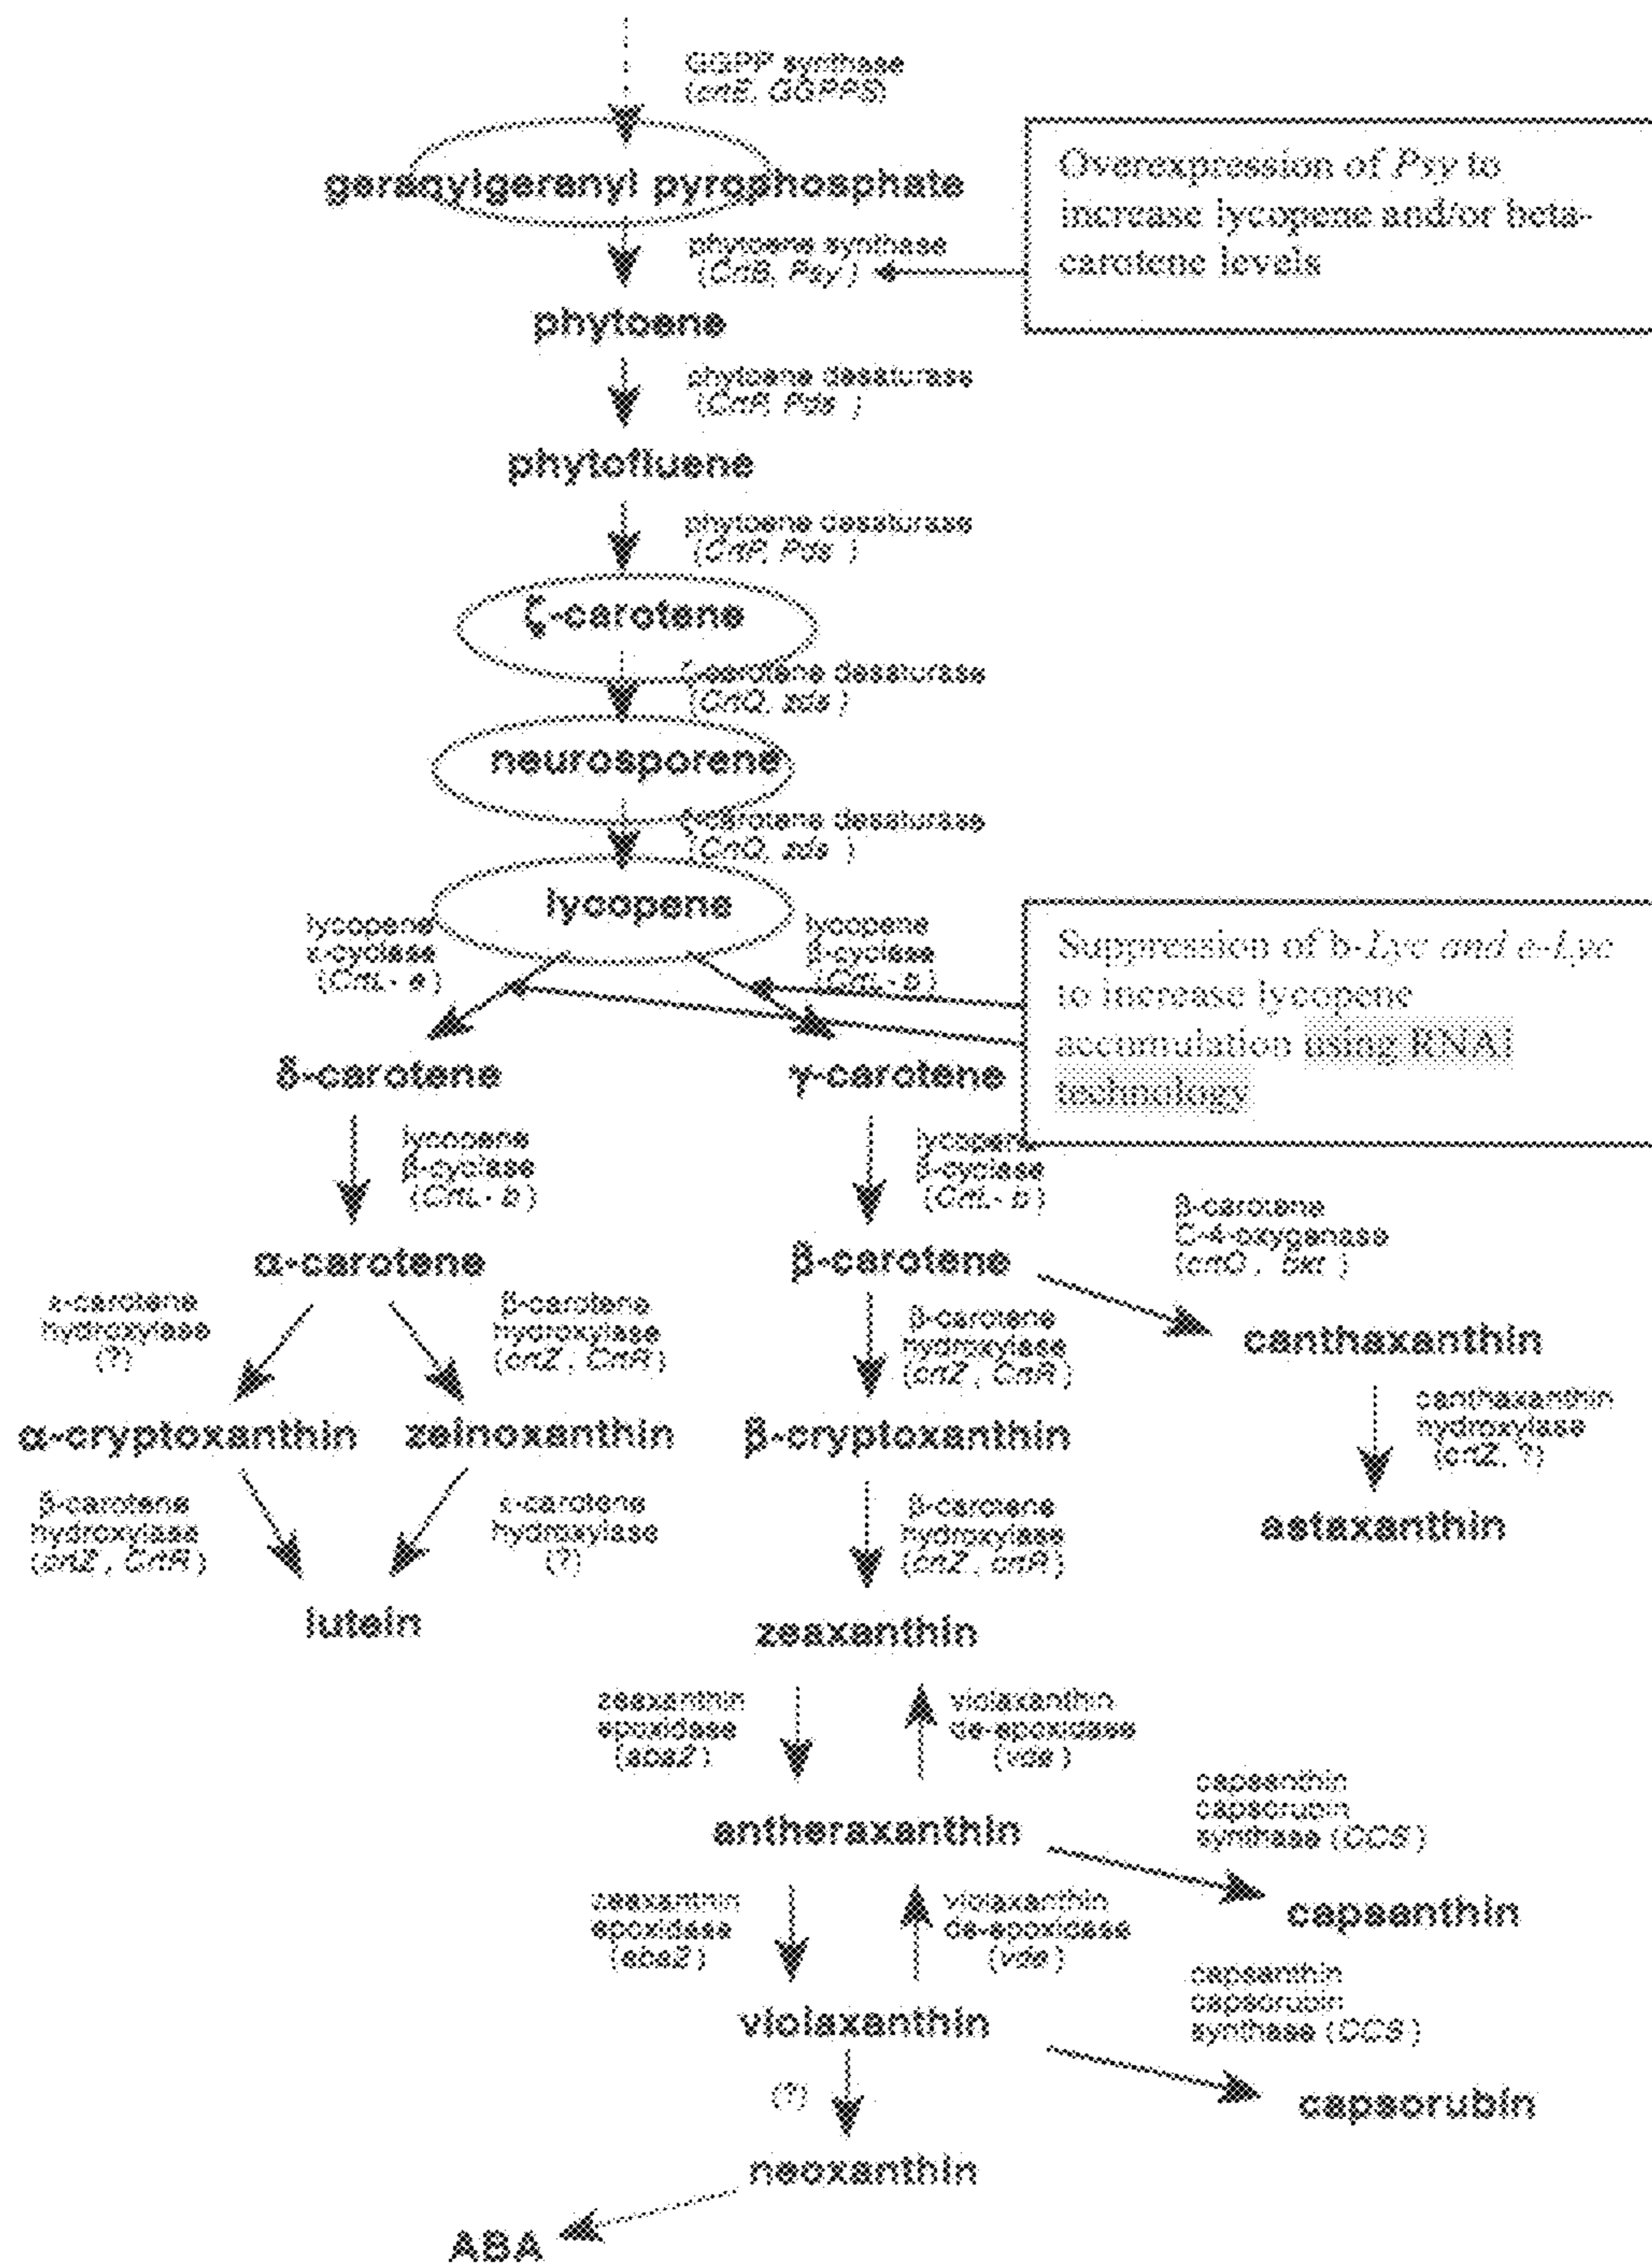 GGPP synthase
(crtE, GGPPS)
geranylgeranyl pyrophosphate
phytoene synthase
(CrtB, Psy)
Overexpression of Psy to
increase lycopene and/or beta-
carotene levels
phytoene
phytoene desaturase
(CrtP, Pds)
phytofluene
phytoene desaturase
(CrtP, Pds)
ζ-carotene
ζ-carotene desaturase
(CrtQ, zds)
neurosporene
ζ-carotene desaturase
(CrtQ, zds)
lycopene
lycopene
ε-cyclase
(CrtL-e)
lycopene
β-cyclase
(CrtL-b)
Suppression of b-Lyc and e-Lyc
to increase lycopene
accumulation using RNAi
technology
δ-carotene
γ-carotene
lycopene
β-cyclase
(CrtL-b)
lycopene
β-cyclase
(CrtL-b)
α-carotene
β-carotene
β-carotene
C-4-oxygenase
(crtO, bkt)
ε-carotene
hydroxylase
(?)
β-carotene
hydroxylase
(crtZ, CrtR)
β-carotene
hydroxylase
(crtZ, CrtR)
canthaxanthin
canthaxanthin
hydroxylase
(crtZ, ?)
astaxanthin
α-cryptoxanthin
zeinoxanthin
β-cryptoxanthin
β-carotene
hydroxylase
(crtZ, CrtR)
ε-carotene
hydroxylase
(?)
β-carotene
hydroxylase
(crtZ, crtR)
lutein
zeaxanthin
zeaxanthin
epoxidase
(aba2)
violaxanthin
de-epoxidase
(vde)
antheraxanthin
capsanthin
capsorubin
synthase (CCS)
capsanthin
zeaxanthin
epoxidase
(aba2)
violaxanthin
de-epoxidase
(vde)
violaxanthin
capsanthin
capsorubin
synthase (CCS)
capsorubin
(?)
neoxanthin
ABA